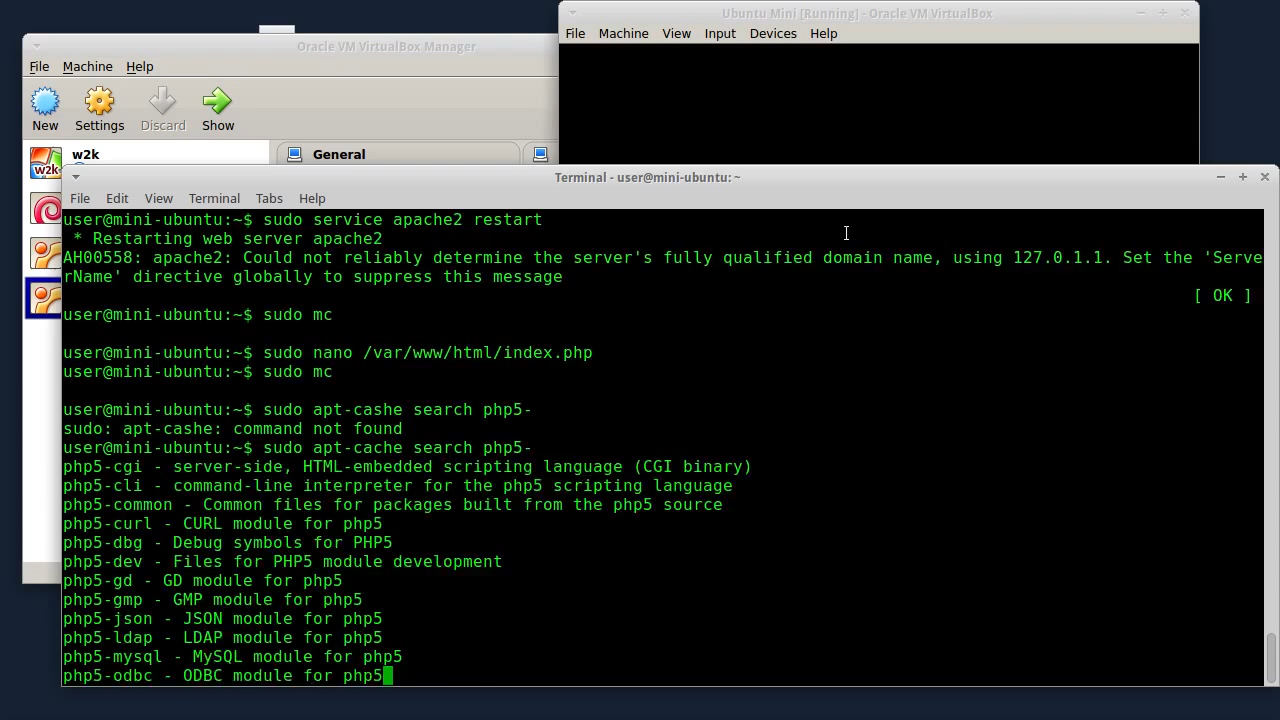 Ubuntu Mini [Running] - Oracle VM VirtualBox
File Machine View Input Devices Help
Oracle VM VirtualBox Manager
File Machine Help
New Settings Discard Show
w2k
w2k
General
Terminal - user@mini-ubuntu: ~
File Edit View Terminal Tabs Help
user@mini-ubuntu:~$ sudo service apache2 restart
* Restarting web server apache2
AH00558: apache2: Could not reliably determine the server's fully qualified domain name, using 127.0.1.1. Set the 'Serve
rName' directive globally to suppress this message
[ OK ]
user@mini-ubuntu:~$ sudo mc
user@mini-ubuntu:~$ sudo nano /var/www/html/index.php
user@mini-ubuntu:~$ sudo mc
user@mini-ubuntu:~$ sudo apt-cashe search php5-
sudo: apt-cashe: command not found
user@mini-ubuntu:~$ sudo apt-cache search php5-
php5-cgi - server-side, HTML-embedded scripting language (CGI binary)
php5-cli - command-line interpreter for the php5 scripting language
php5-common - Common files for packages built from the php5 source
php5-curl - CURL module for php5
php5-dbg - Debug symbols for PHP5
php5-dev - Files for PHP5 module development
php5-gd - GD module for php5
php5-gmp - GMP module for php5
php5-json - JSON module for php5
php5-ldap - LDAP module for php5
php5-mysql - MySQL module for php5
php5-odbc - ODBC module for php5